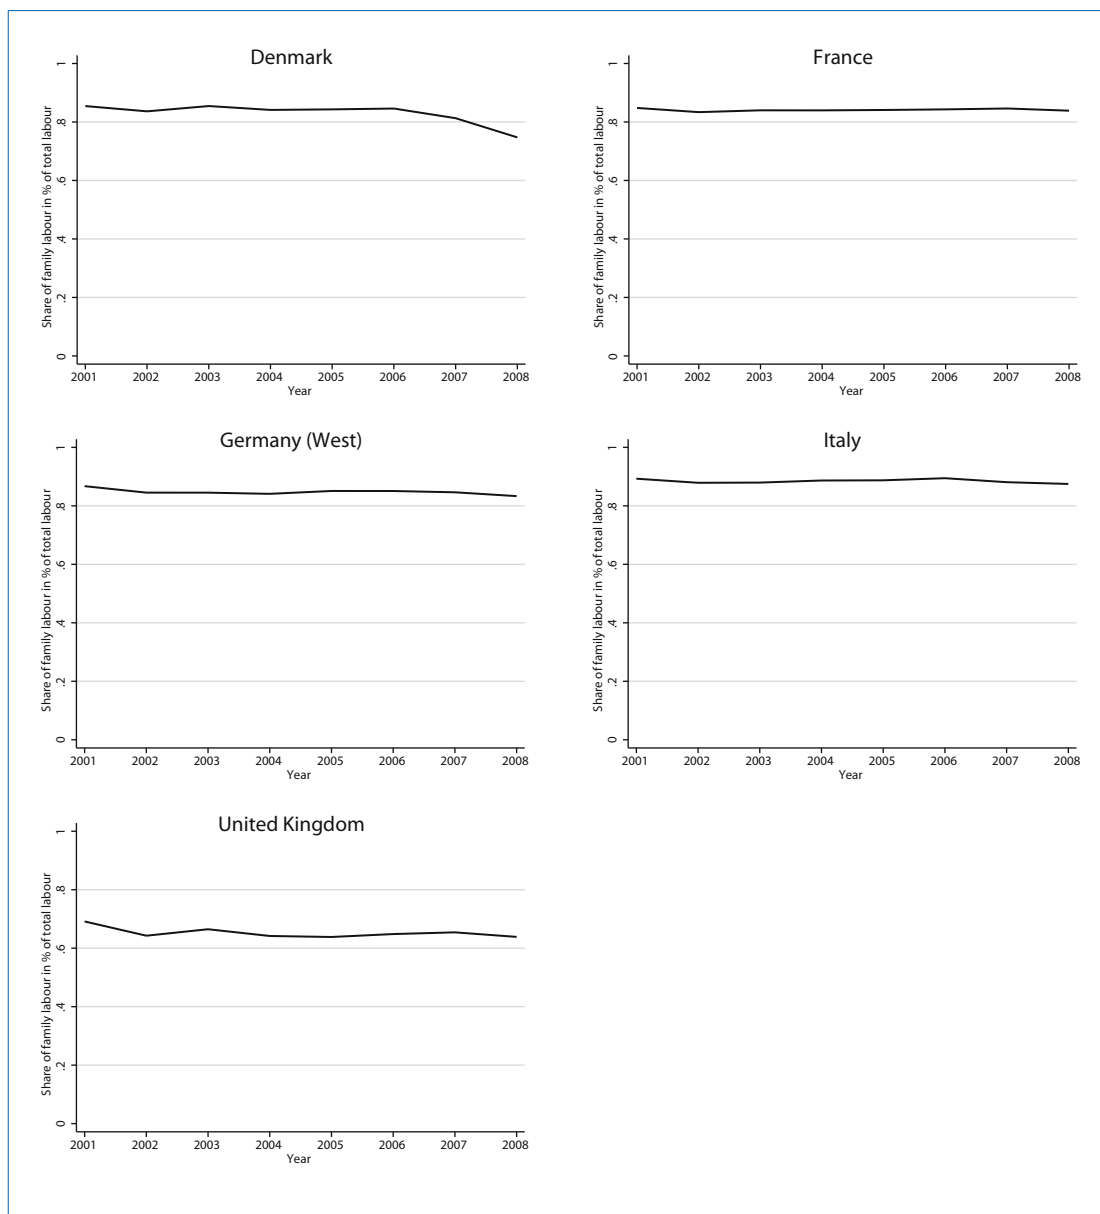 Denmark
Share of family labour in % of total labour
1
.8
.6
.4
.2
0
2001 2002 2003 2004 2005 2006 2007 2008
Year
France
Share of family labour in % of total labour
1
.8
.6
.4
.2
0
2001 2002 2003 2004 2005 2006 2007 2008
Year
Germany (West)
Share of family labour in % of total labour
1
.8
.6
.4
.2
0
2001 2002 2003 2004 2005 2006 2007 2008
Year
Italy
Share of family labour in % of total labour
1
.8
.6
.4
.2
0
2001 2002 2003 2004 2005 2006 2007 2008
Year
United Kingdom
Share of family labour in % of total labour
1
.8
.6
.4
.2
0
2001 2002 2003 2004 2005 2006 2007 2008
Year